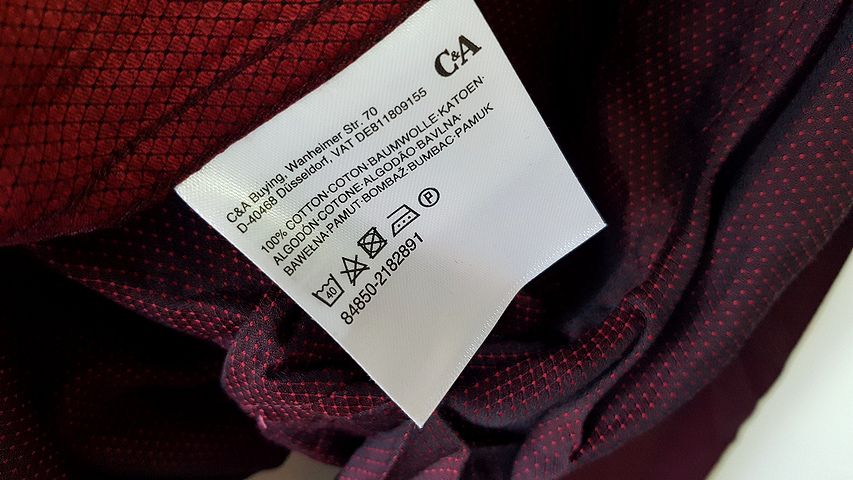 C&A
C&A Buying, Wanheimer Str. 70
D-40468 Düsseldorf, VAT DE811809155
100% COTTON·COTON·BAUMWOLLE·KATOEN·
ALGODÓN·COTONE·ALGODÃO·BAVLNA·
BAWEŁNA·PAMUT·BOMBAŽ·BUMBAC·PAMUK
40 P
84850-2182891